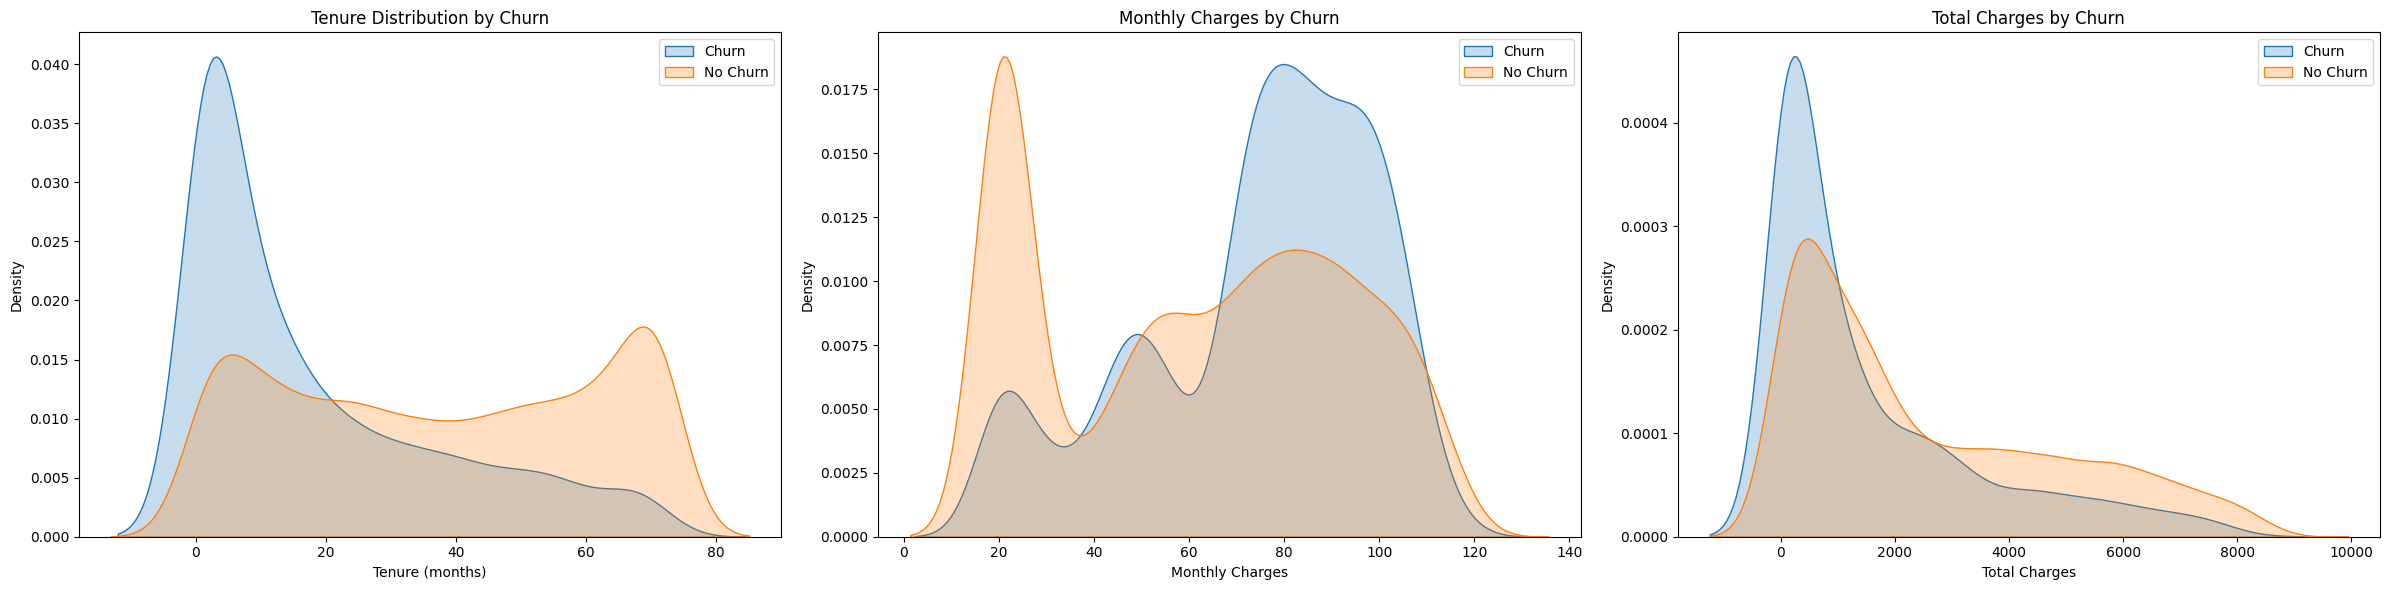 Tenure Distribution by Churn
Churn
No Churn
0.040
0.035
0.030
0.025
0.020
0.015
0.010
0.005
0.000
Density
0 20 40 60 80
Tenure (months)
Monthly Charges by Churn
Churn
No Churn
0.0175
0.0150
0.0125
0.0100
0.0075
0.0050
0.0025
0.0000
Density
0 20 40 60 80 100 120 140
Monthly Charges
Total Charges by Churn
Churn
No Churn
0.0004
0.0003
0.0002
0.0001
0.0000
Density
0 2000 4000 6000 8000 10000
Total Charges